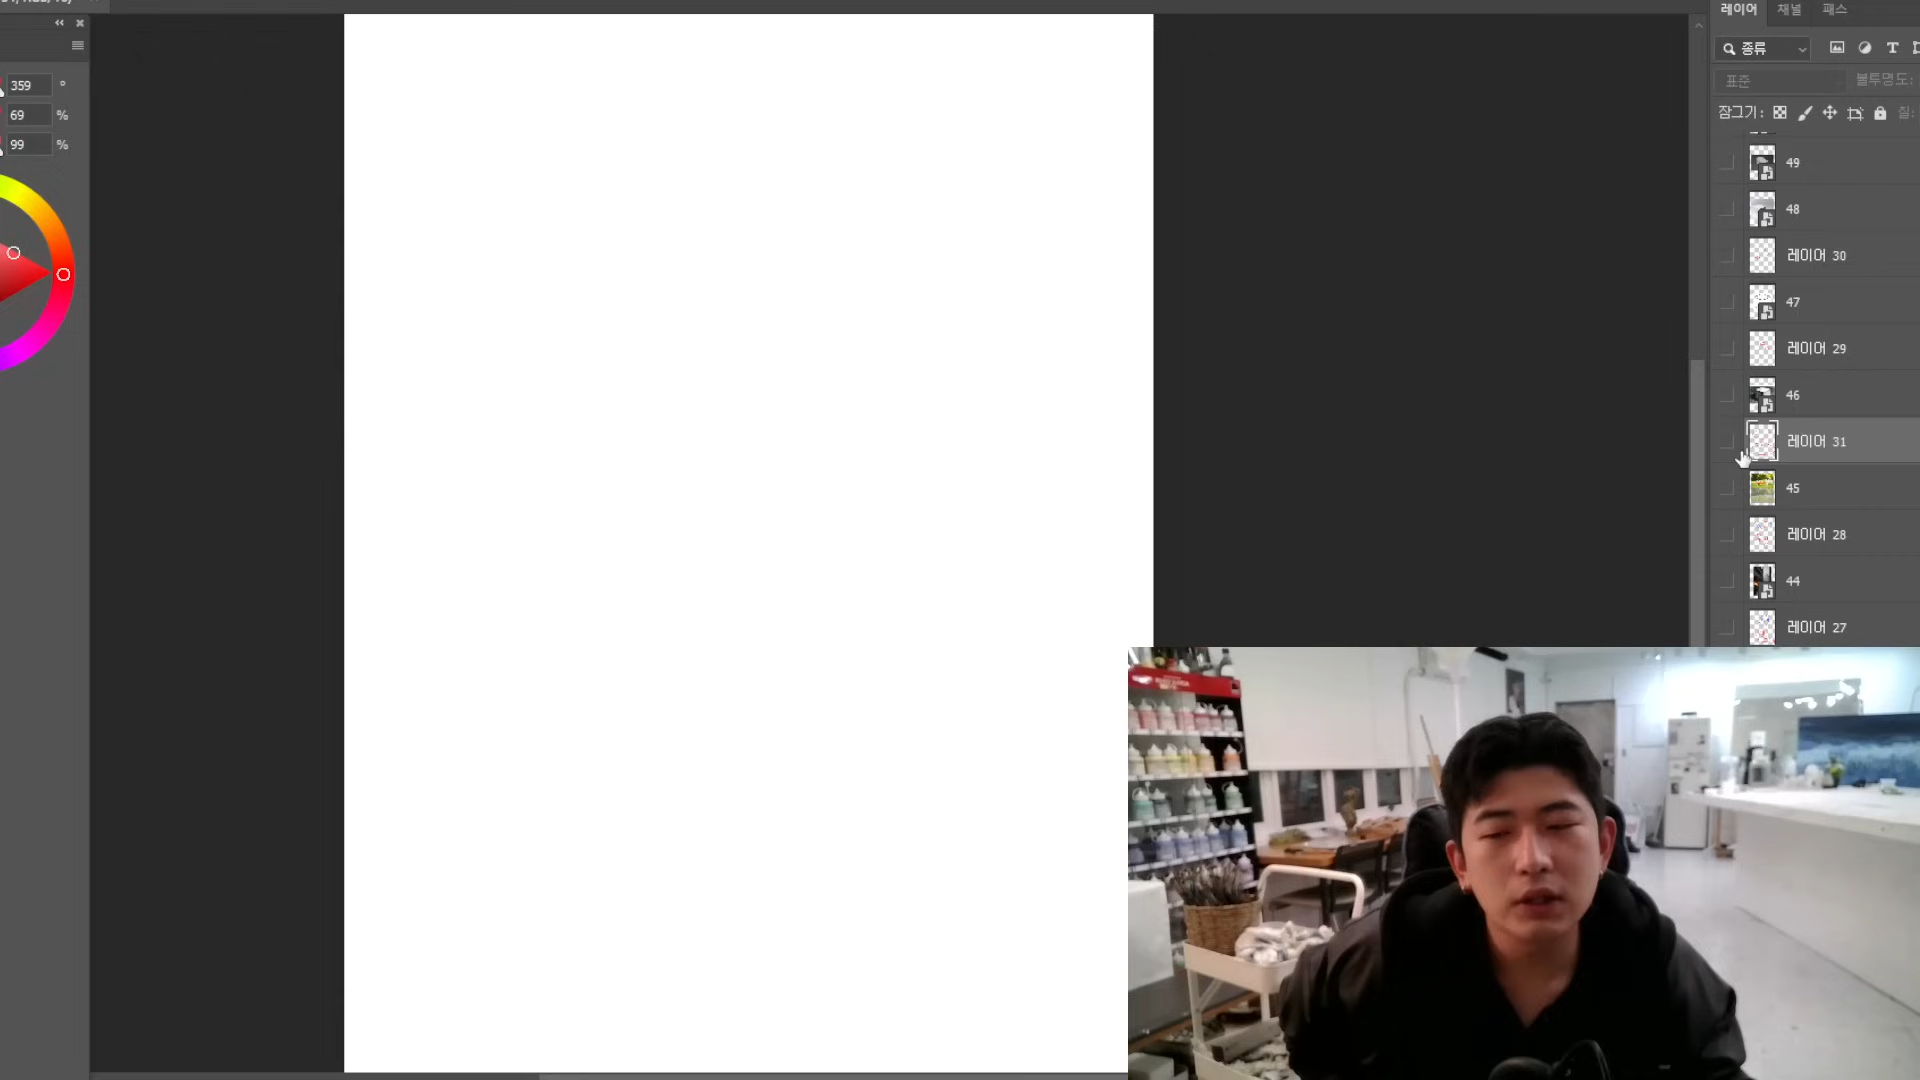 레이어 채널 패스
종류
표준 불투명도:
잠그기: 칠:
359 °
69 %
99 %
49
48
레이어 30
47
레이어 29
46
레이어 31
45
레이어 28
44
레이어 27